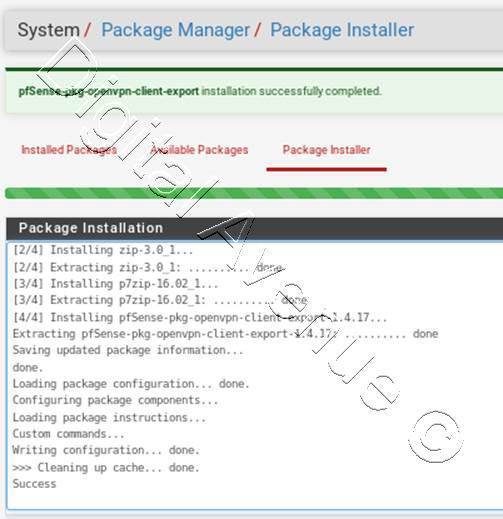 System / Package Manager / Package Installer
pfSense-pkg-openvpn-client-export installation successfully completed.
Installed Packages Available Packages Package Installer
Package Installation
[2/4] Installing zip-3.0_1...
[2/4] Extracting zip-3.0_1: .......... done
[3/4] Installing p7zip-16.02_1...
[3/4] Extracting p7zip-16.02_1: .......... done
[4/4] Installing pfSense-pkg-openvpn-client-export-1.4.17...
Extracting pfSense-pkg-openvpn-client-export-1.4.17: .......... done
Saving updated package information...
done.
Loading package configuration... done.
Configuring package components...
Loading package instructions...
Custom commands...
Writing configuration... done.
>>> Cleaning up cache... done.
Success
Digital Avenue ©